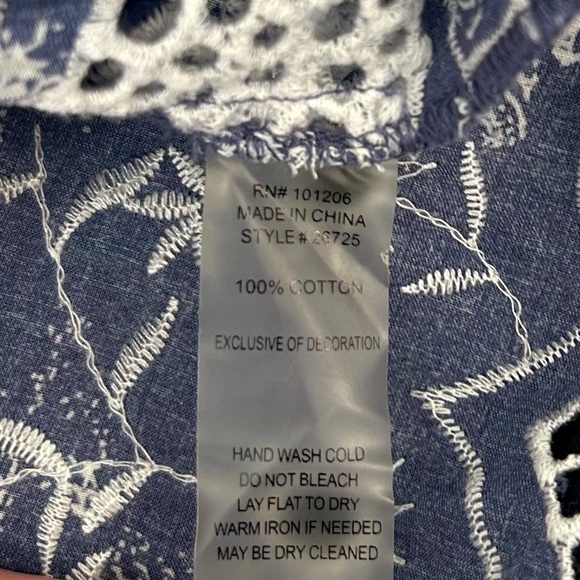 RN# 101206
MADE IN CHINA
STYLE # 26725
100% COTTON
EXCLUSIVE OF DECORATION
HAND WASH COLD
DO NOT BLEACH
LAY FLAT TO DRY
WARM IRON IF NEEDED
MAY BE DRY CLEANED